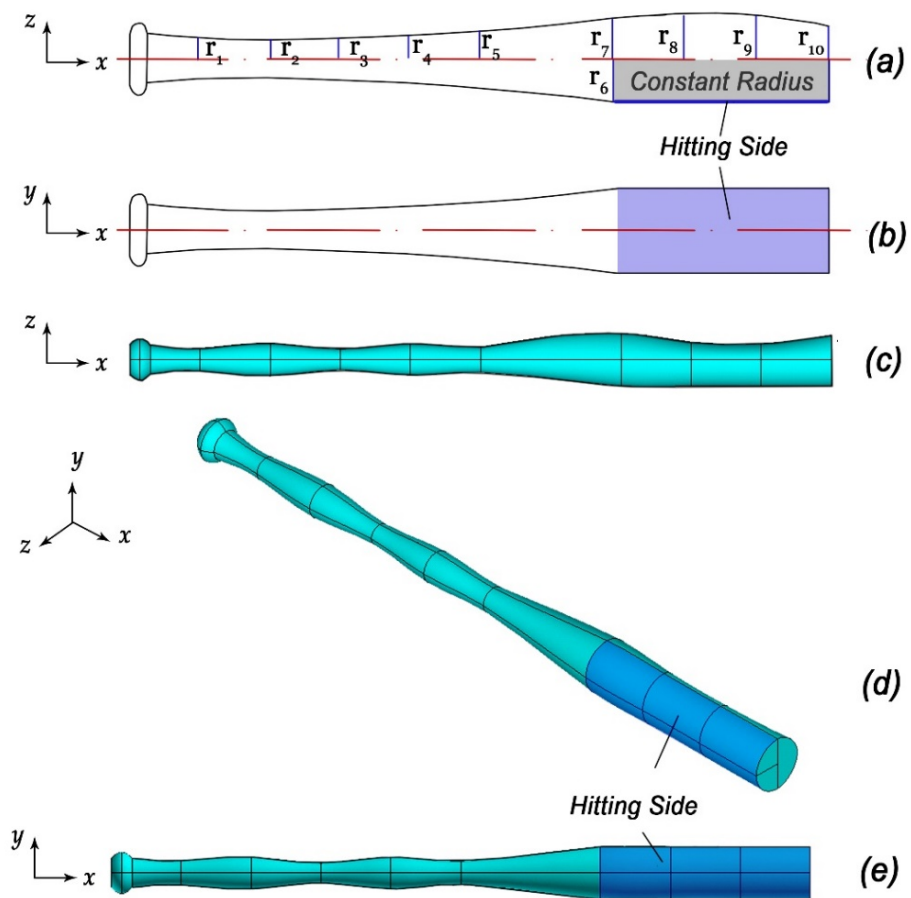 z
x
r₁ r₂ r₃ r₄ r₅ r₇ r₈ r₉ r₁₀
r₆
Constant Radius
(a)
Hitting Side
y
x
(b)
z
x
(c)
y
z
x
(d)
Hitting Side
y
x
(e)